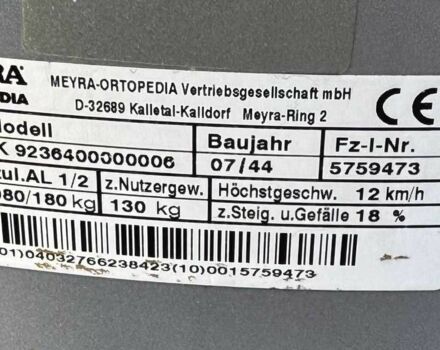 RA MEYRA-ORTOPEDIA Vertriebsgesellschaft mbH
DIA D-32689 Kalletal-Kalldorf Meyra-Ring 2
CE
Modell Baujahr Fz-I-Nr.
K 9236400000006 07/44 5759473
zul.AL 1/2 z.Nutzergew. Höchstgeschw. 12 km/h
080/180 kg 130 kg z.Steig. u.Gefälle 18 %
01)04032766238423(10)0015759473